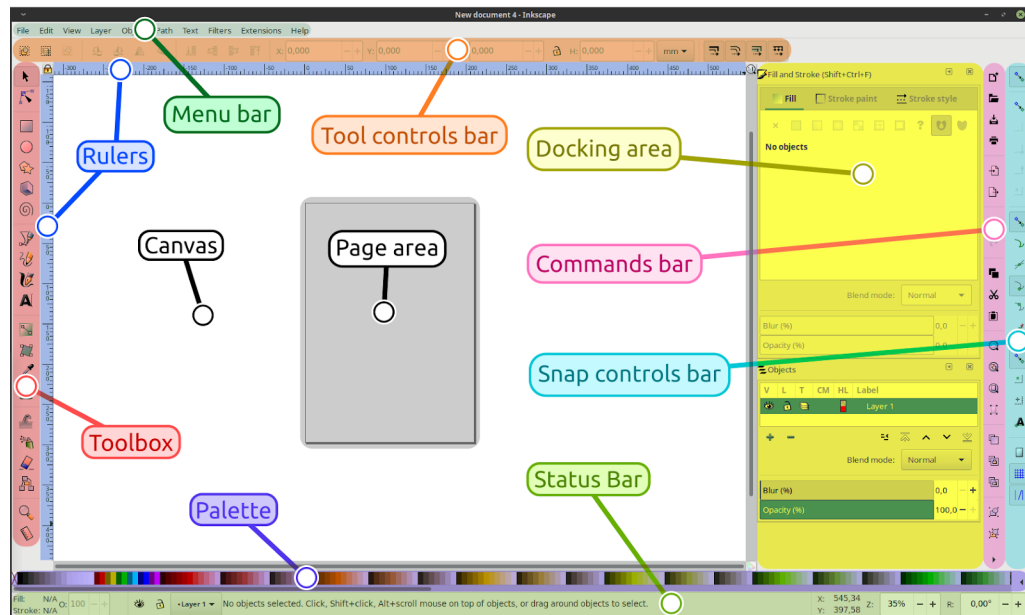 New document 4 - Inkscape
File Edit View Layer Object Path Text Filters Extensions Help
X: 0,000 Y: 0,000 0,000 H: 0,000 mm
Fill and Stroke (Shift+Ctrl+F)
Fill Stroke paint Stroke style
?
No objects
Menu bar
Tool controls bar
Rulers
Docking area
Canvas
Page area
Commands bar
Blend mode: Normal
Blur (%) 0,0
Opacity (%) 0,0
Snap controls bar
Objects
V L T CM HL Label
Layer 1
Toolbox
Blend mode: Normal
Status Bar
Blur (%) 0,0
Opacity (%) 100,0
Palette
Fill: N/A
Stroke: N/A
O: 100
Layer 1
No objects selected. Click, Shift+click, Alt+scroll mouse on top of objects, or drag around objects to select.
X: 545,34
Y: 397,58
Z: 35%
R: 0,00°